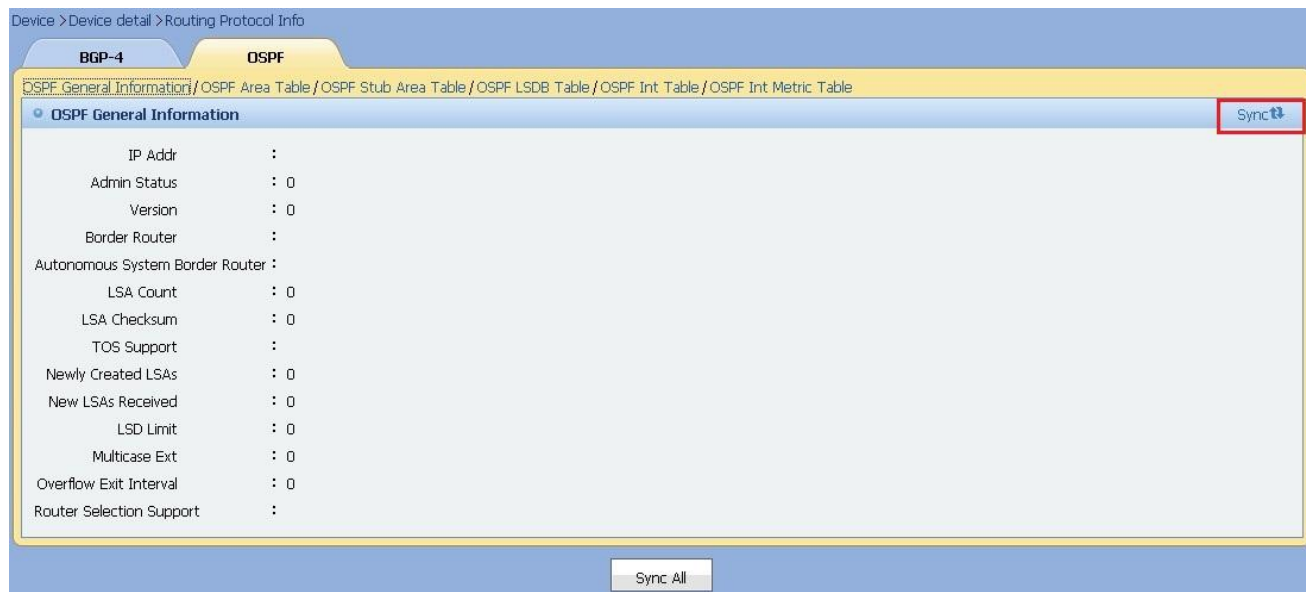 Device >Device detail >Routing Protocol Info
BGP-4 OSPF
OSPF General Information / OSPF Area Table / OSPF Stub Area Table / OSPF LSDB Table / OSPF Int Table / OSPF Int Metric Table
OSPF General Information Sync
IP Addr :
Admin Status : 0
Version : 0
Border Router :
Autonomous System Border Router :
LSA Count : 0
LSA Checksum : 0
TOS Support :
Newly Created LSAs : 0
New LSAs Received : 0
LSD Limit : 0
Multicase Ext : 0
Overflow Exit Interval : 0
Router Selection Support :
Sync All